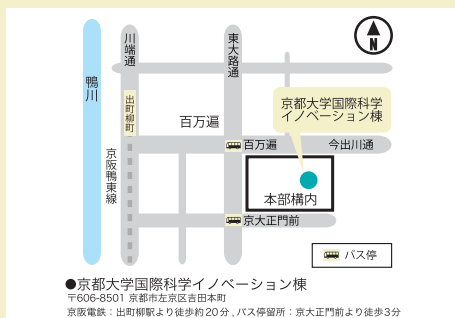 川端通
東大路通
N
鴨川
出町柳町
百万遍
京都大学国際科学
イノベーション棟
百万遍
今出川通
京阪鴨東線
本部構内
京大正門前
バス停
●京都大学国際科学イノベーション棟
〒606-8501 京都市左京区吉田本町
京阪電鉄：出町柳駅より徒歩約20分，バス停留所：京大正門前より徒歩3分